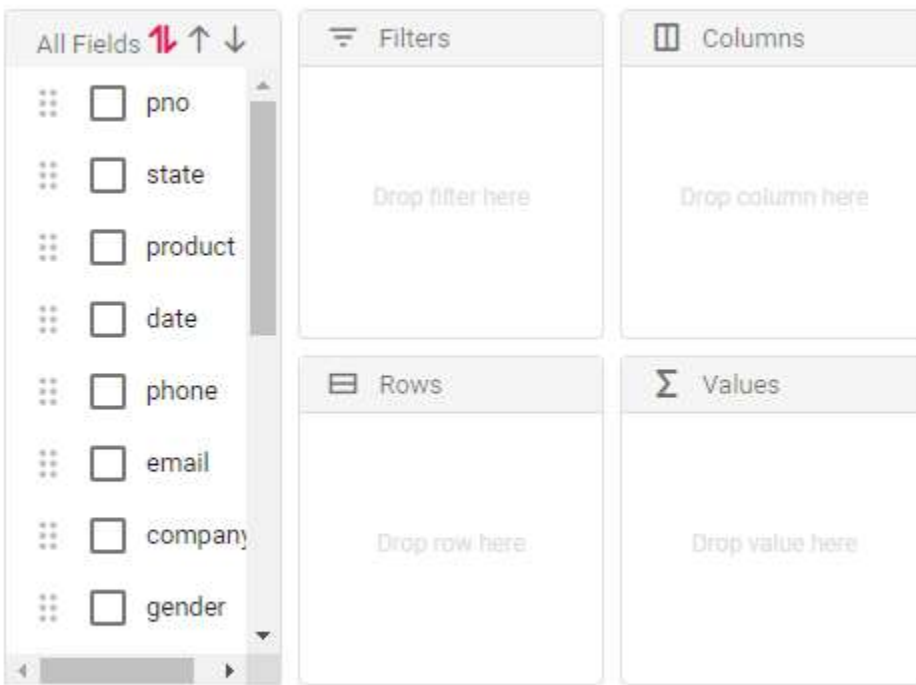 All Fields
pno
state
product
date
phone
email
company
gender
Filters
Drop filter here
Columns
Drop column here
Rows
Drop row here
Values
Drop value here